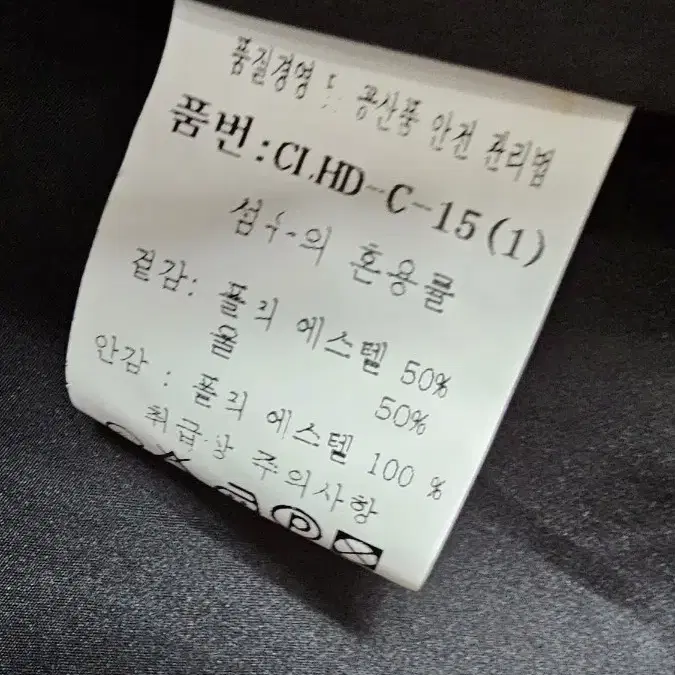 품질경영 및 공산품 안전 관리법
품번:CI.HD-C-15(1)
섬유의 혼용률
겉감: 폴리에스텔 50%
울 50%
안감: 폴리에스텔 100 %
취급상 주의사항
P